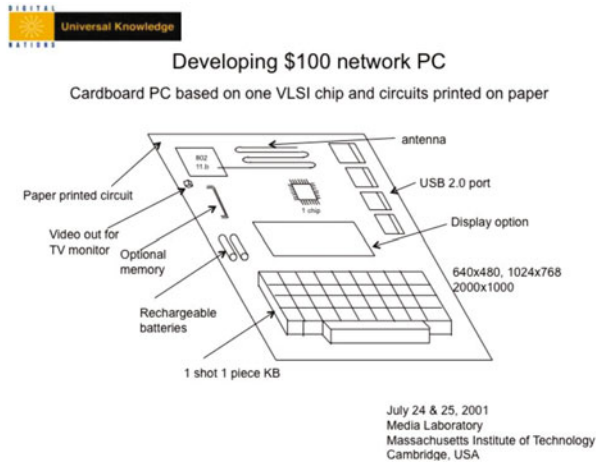 DIGITAL
NATIONS
Universal Knowledge
Developing $100 network PC
Cardboard PC based on one VLSI chip and circuits printed on paper
antenna
802
11.b
Paper printed circuit
USB 2.0 port
1 chip
Video out for
TV monitor
Optional
memory
Display option
640x480, 1024x768
2000x1000
Rechargeable
batteries
1 shot 1 piece KB
July 24 & 25, 2001
Media Laboratory
Massachusetts Institute of Technology
Cambridge, USA